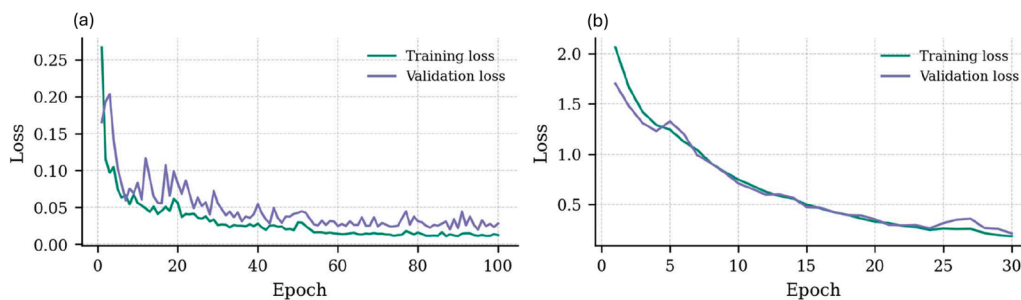 (a)
0.25
0.20
0.15
0.10
0.05
0.00
Loss
Training loss
Validation loss
0 20 40 60 80 100
Epoch
(b)
2.0
1.5
1.0
0.5
Loss
Training loss
Validation loss
0 5 10 15 20 25 30
Epoch